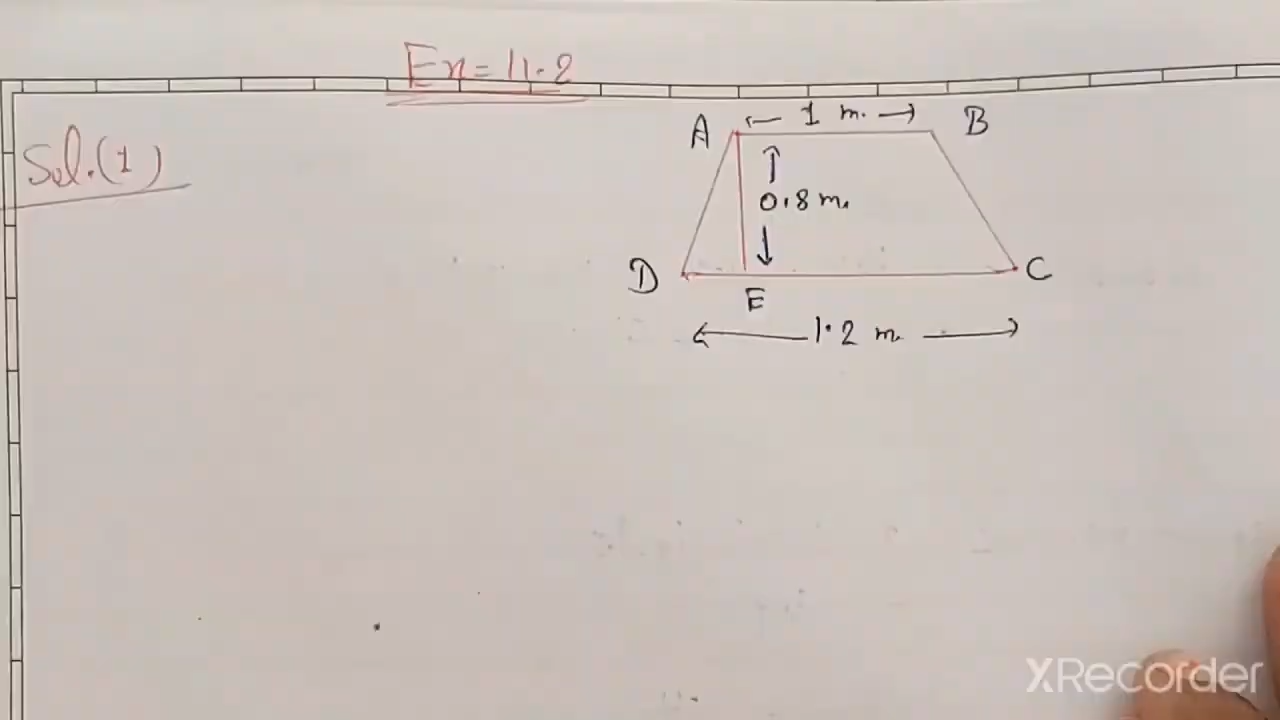 Ex = 11.2
Sol.(1)
A
1 m.
B
0.8 m.
D
E
C
1.2 m.
XRecorder